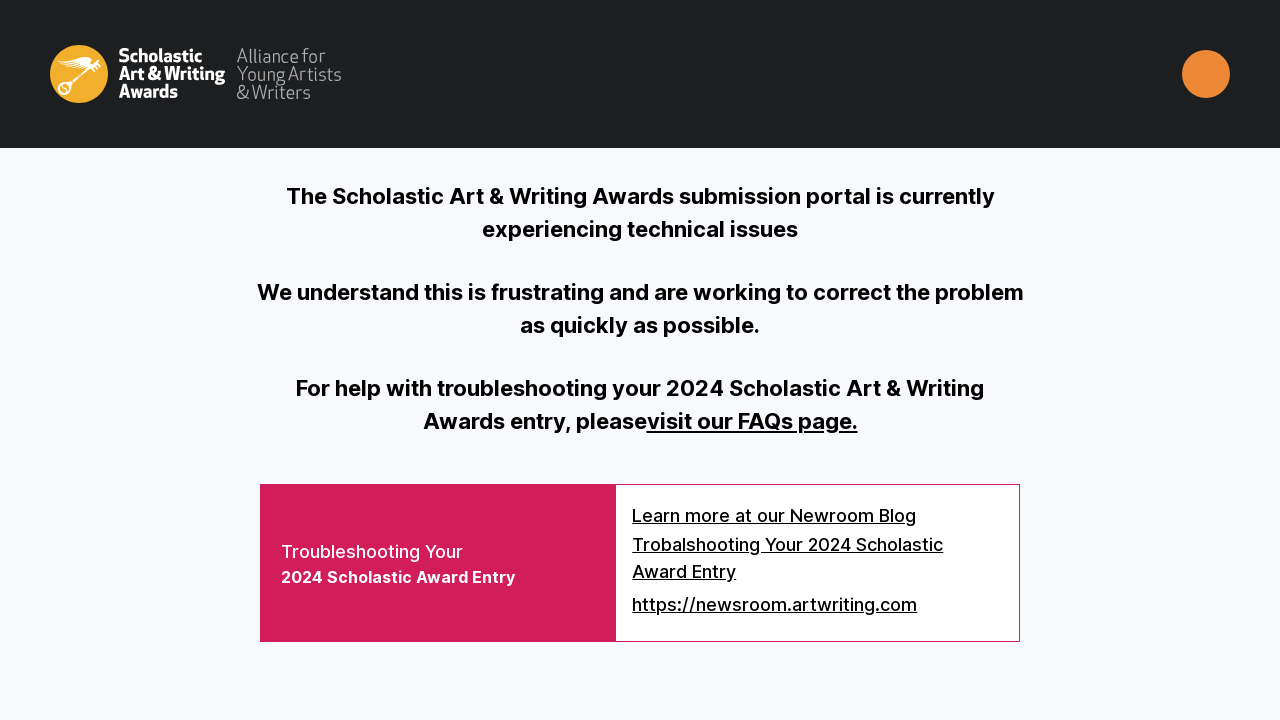 Scholastic
Art & Writing
Awards
Alliance for
Young Artists
& Writers
The Scholastic Art & Writing Awards submission portal is currently
experiencing technical issues
We understand this is frustrating and are working to correct the problem
as quickly as possible.
For help with troubleshooting your 2024 Scholastic Art & Writing
Awards entry, pleasevisit our FAQs page.
Troubleshooting Your
2024 Scholastic Award Entry
Learn more at our Newroom Blog
Trobalshooting Your 2024 Scholastic
Award Entry
https://newsroom.artwriting.com